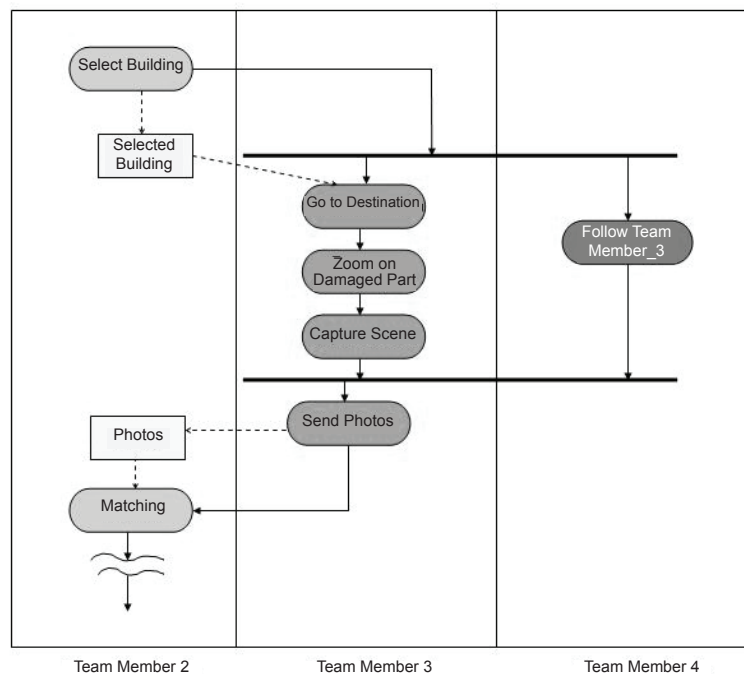 Select Building
Selected
Building
Go to Destination
Follow Team
Member_3
Zoom on
Damaged Part
Capture Scene
Send Photos
Photos
Matching
Team Member 2
Team Member 3
Team Member 4